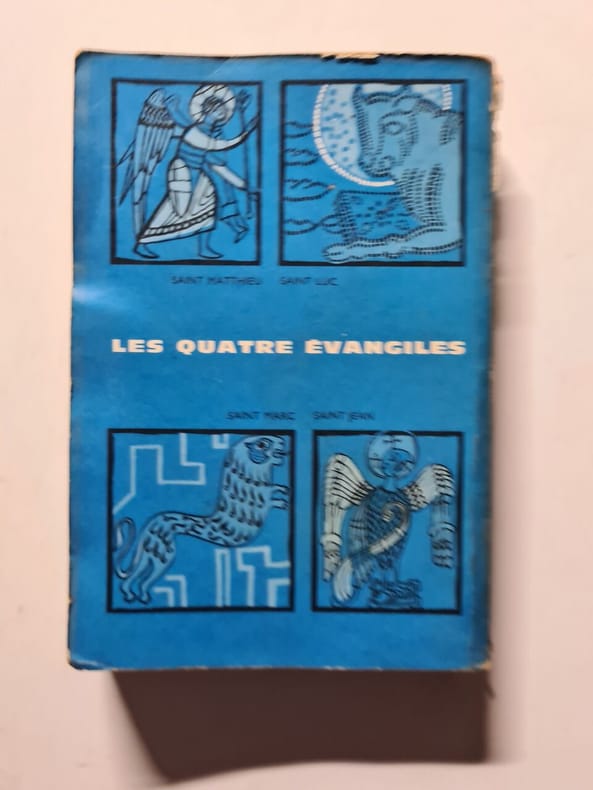 SAINT MATTHIEU SAINT LUC
LES QUATRE ÉVANGILES
SAINT MARC SAINT JEAN